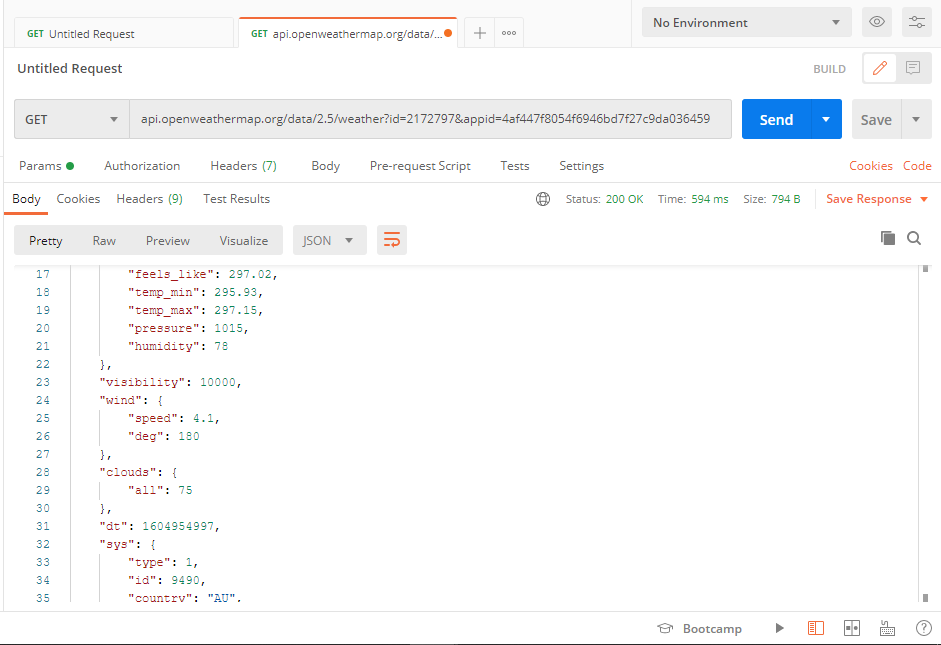 GET Untitled Request
GET api.openweathermap.org/data/...
No Environment
Untitled Request
BUILD
GET
api.openweathermap.org/data/2.5/weather?id=2172797&appid=4af447f8054f6946bd7f27c9da036459
Send
Save
Params
Authorization
Headers (7)
Body
Pre-request Script
Tests
Settings
Cookies
Code
Body
Cookies
Headers (9)
Test Results
Status: 200 OK
Time: 594 ms
Size: 794 B
Save Response
Pretty
Raw
Preview
Visualize
JSON
17 "feels_like": 297.02,
18 "temp_min": 295.93,
19 "temp_max": 297.15,
20 "pressure": 1015,
21 "humidity": 78
22 },
23 "visibility": 10000,
24 "wind": {
25 "speed": 4.1,
26 "deg": 180
27 },
28 "clouds": {
29 "all": 75
30 },
31 "dt": 1604954997,
32 "sys": {
33 "type": 1,
34 "id": 9490,
35 "country": "AU",
Bootcamp